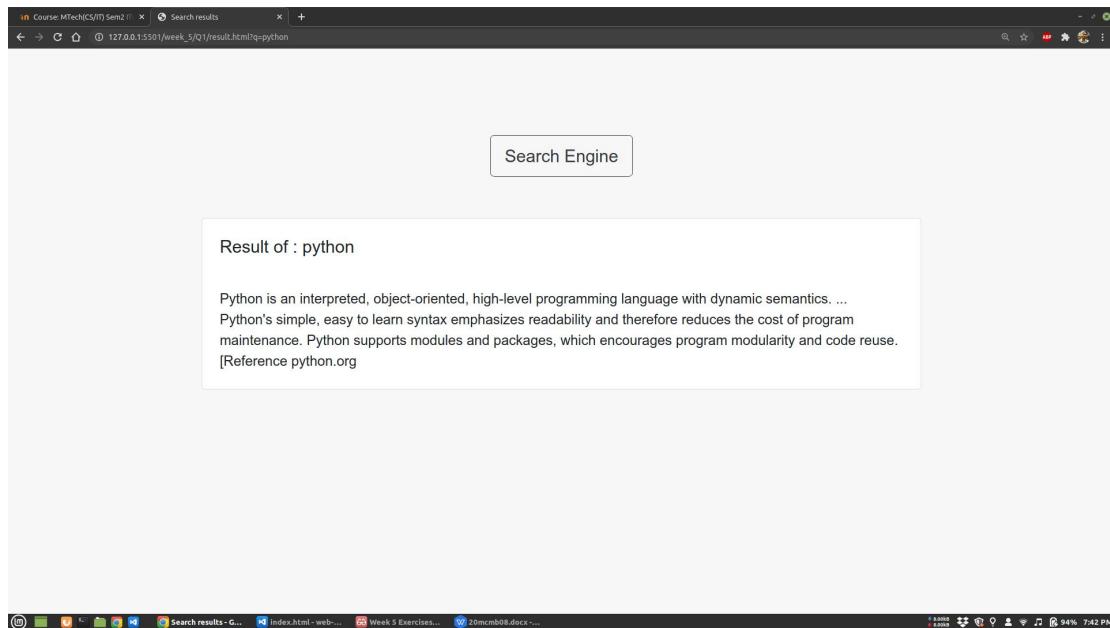 Course: MTech(CS/IT) Sem2 IT
Search results
127.0.0.1:5501/week_5/Q1/result.html?q=python
ABP
Search Engine
Result of : python
Python is an interpreted, object-oriented, high-level programming language with dynamic semantics. ...
Python's simple, easy to learn syntax emphasizes readability and therefore reduces the cost of program
maintenance. Python supports modules and packages, which encourages program modularity and code reuse.
[Reference python.org
Search results - G... index.html - web-... Week 5 Exercises... 20mcmb08.docx -... 94% 7:42 PM